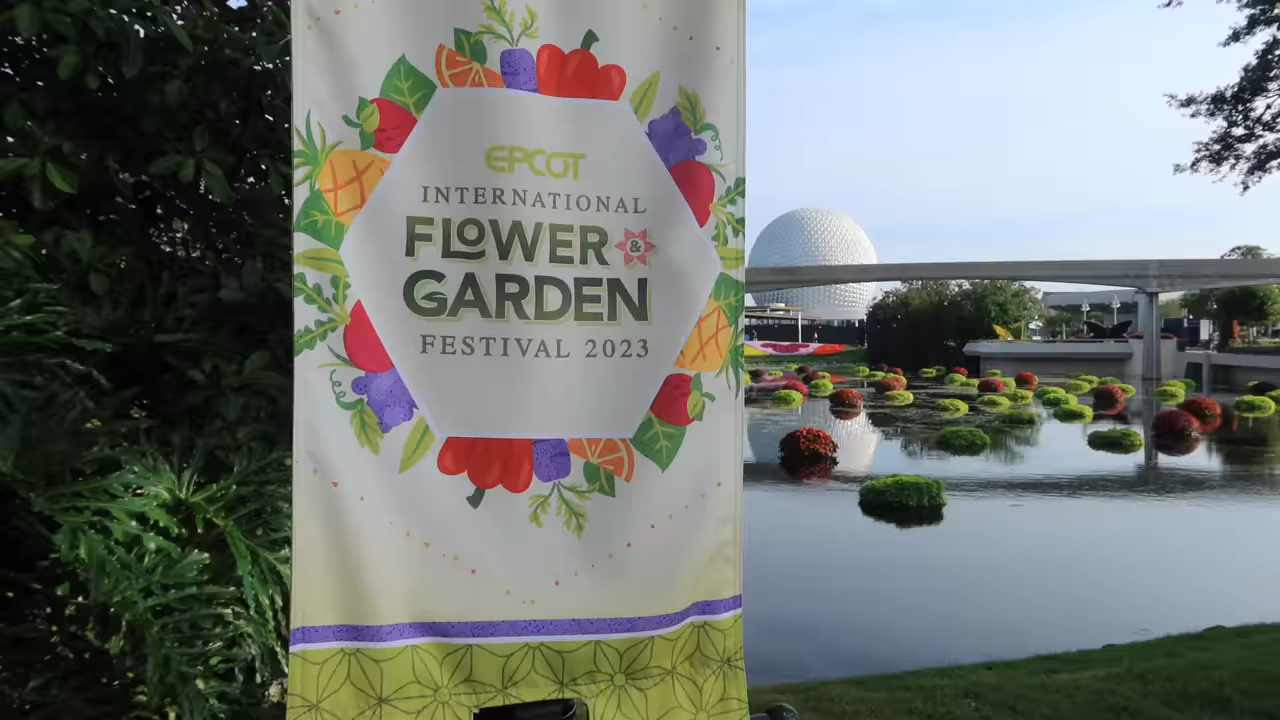 EPCOT
INTERNATIONAL
FLOWER &
GARDEN
FESTIVAL 2023